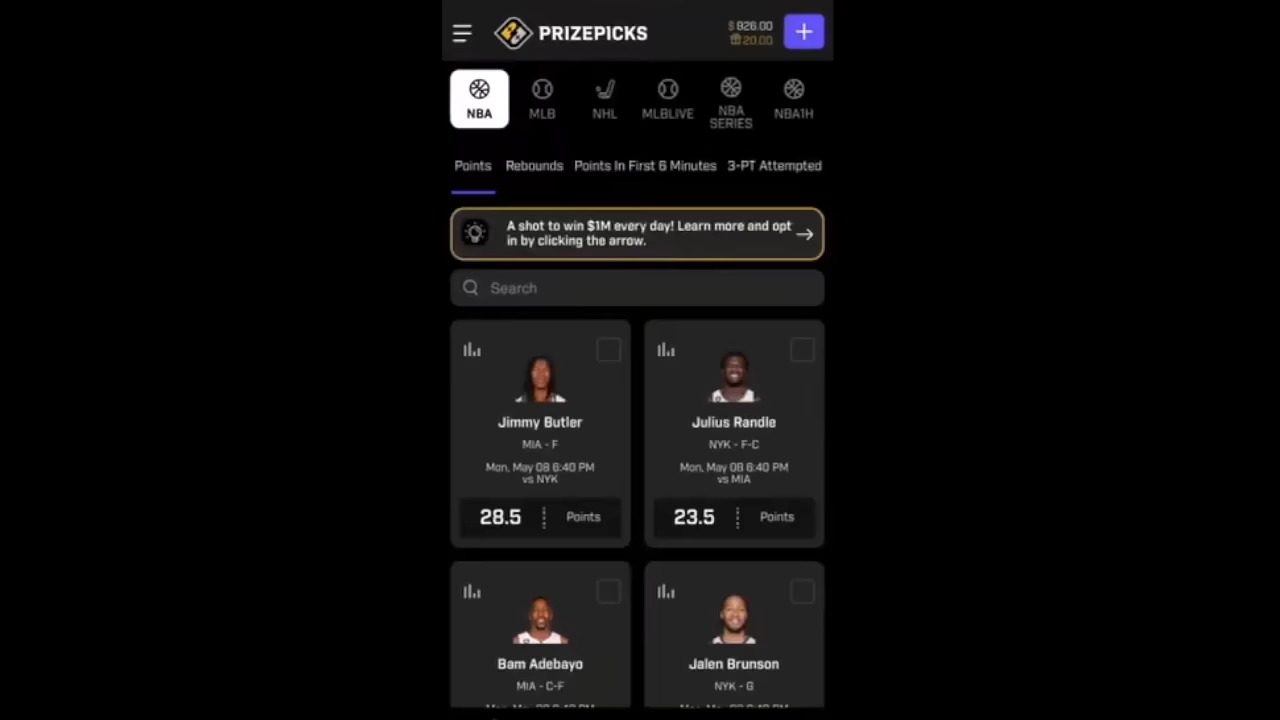 PRIZEPICKS
$826.00
20.00
+
NBA
MLB
NHL
MLBLIVE
NBA
SERIES
NBA1H
Points
Rebounds
Points In First 6 Minutes
3-PT Attempted
A shot to win $1M every day! Learn more and opt
in by clicking the arrow.
Search
Jimmy Butler
MIA - F
Mon, May 08 6:40 PM
vs NYK
28.5
Points
Julius Randle
NYK - F-C
Mon, May 08 6:40 PM
vs MIA
23.5
Points
Bam Adebayo
MIA - C-F
Jalen Brunson
NYK - G